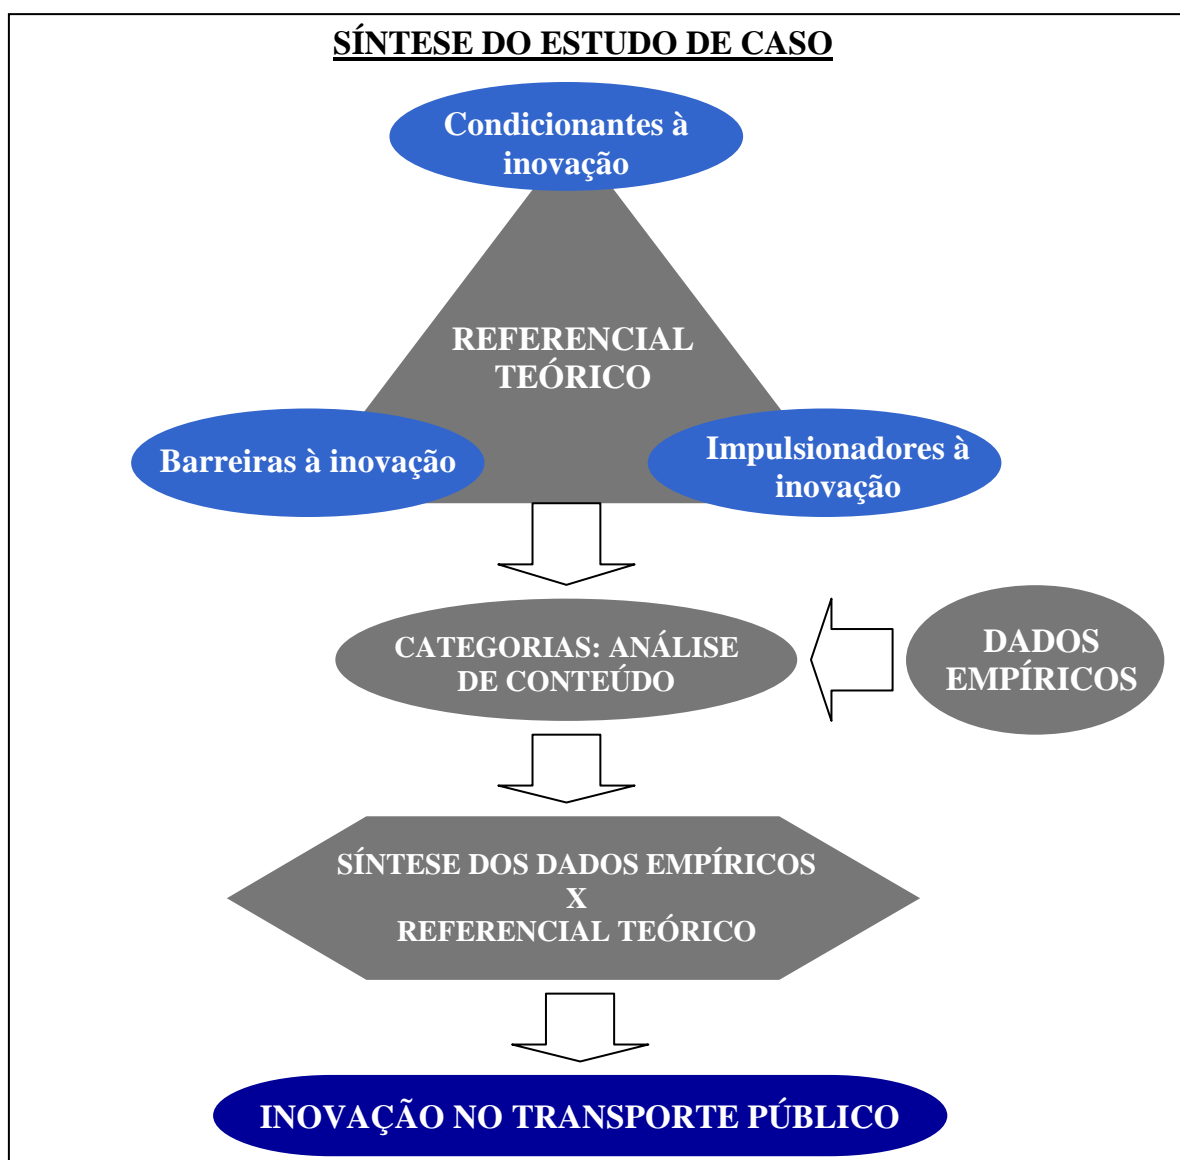 SÍNTESE DO ESTUDO DE CASO
Condicionantes à
inovação
REFERENCIAL
TEÓRICO
Barreiras à inovação
Impulsionadores à
inovação
CATEGORIAS: ANÁLISE
DE CONTEÚDO
DADOS
EMPÍRICOS
SÍNTESE DOS DADOS EMPÍRICOS
X
REFERENCIAL TEÓRICO
INOVAÇÃO NO TRANSPORTE PÚBLICO